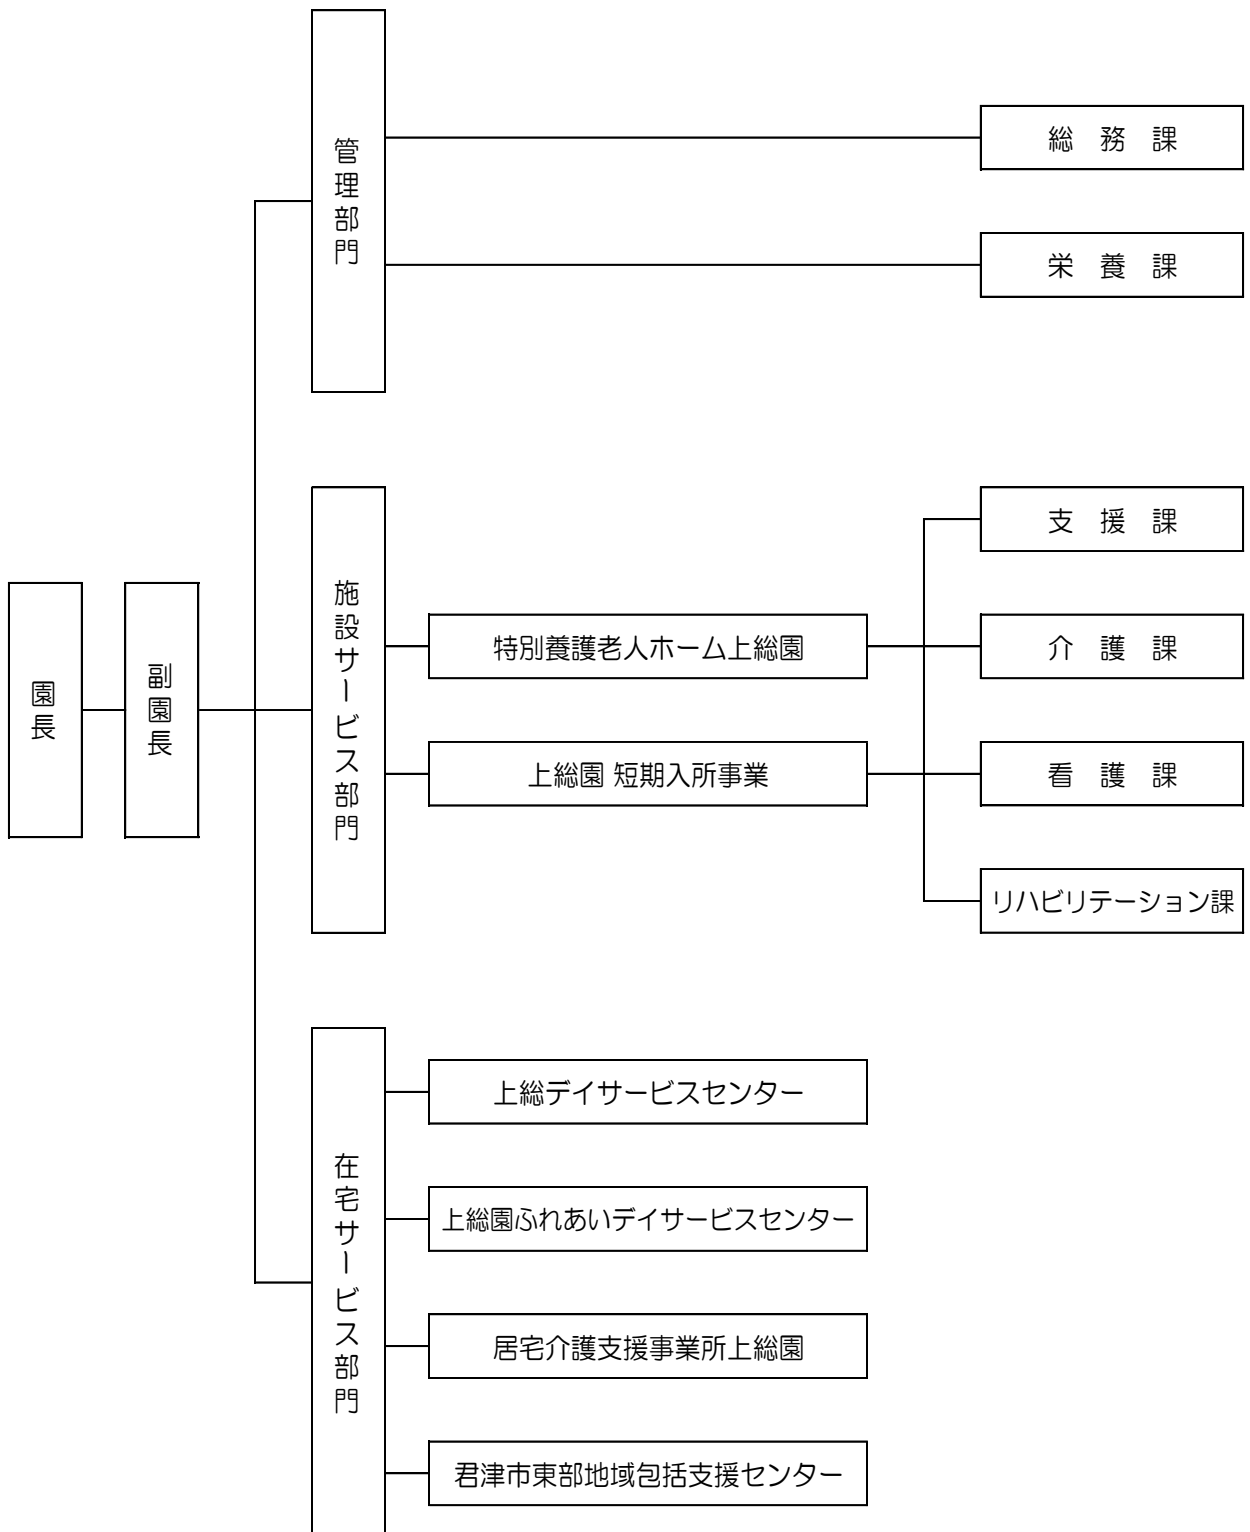 園長
副園長
管理部門
総務課
栄養課
施設サービス部門
特別養護老人ホーム上総園
上総園 短期入所事業
支援課
介護課
看護課
リハビリテーション課
在宅サービス部門
上総デイサービスセンター
上総園ふれあいデイサービスセンター
居宅介護支援事業所上総園
君津市東部地域包括支援センター